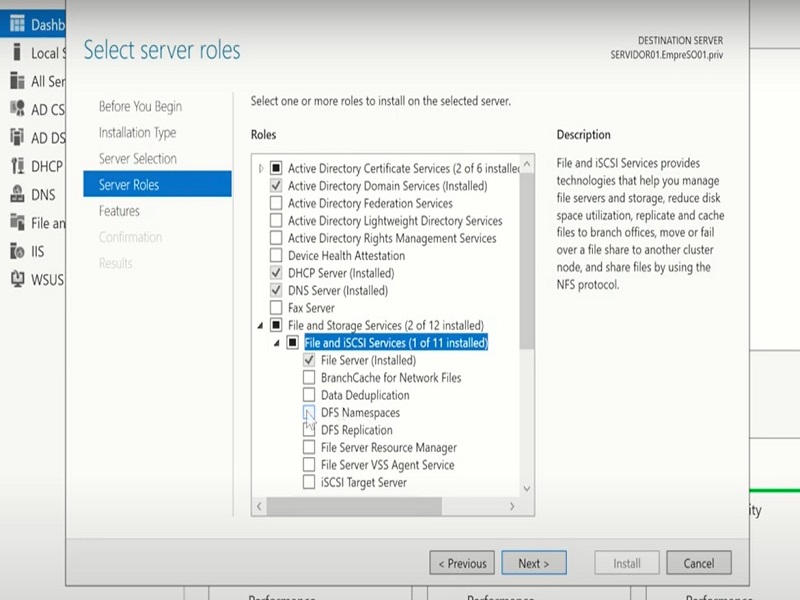 Dashb
Local S
All Ser
AD CS
AD DS
DHCP
DNS
File an
IIS
WSUS
Select server roles
DESTINATION SERVER
SERVIDOR01.EmpreSO01.priv
Before You Begin
Installation Type
Server Selection
Server Roles
Features
Confirmation
Results
Select one or more roles to install on the selected server.
Roles
Active Directory Certificate Services (2 of 6 installed
Active Directory Domain Services (Installed)
Active Directory Federation Services
Active Directory Lightweight Directory Services
Active Directory Rights Management Services
Device Health Attestation
DHCP Server (Installed)
DNS Server (Installed)
Fax Server
File and Storage Services (2 of 12 installed)
File and iSCSI Services (1 of 11 installed)
File Server (Installed)
BranchCache for Network Files
Data Deduplication
DFS Namespaces
DFS Replication
File Server Resource Manager
File Server VSS Agent Service
iSCSI Target Server
Description
File and iSCSI Services provides
technologies that help you manage
file servers and storage, reduce disk
space utilization, replicate and cache
files to branch offices, move or fail
over a file share to another cluster
node, and share files by using the
NFS protocol.
ity
< Previous
Next >
Install
Cancel
Performance
Performance
Performance